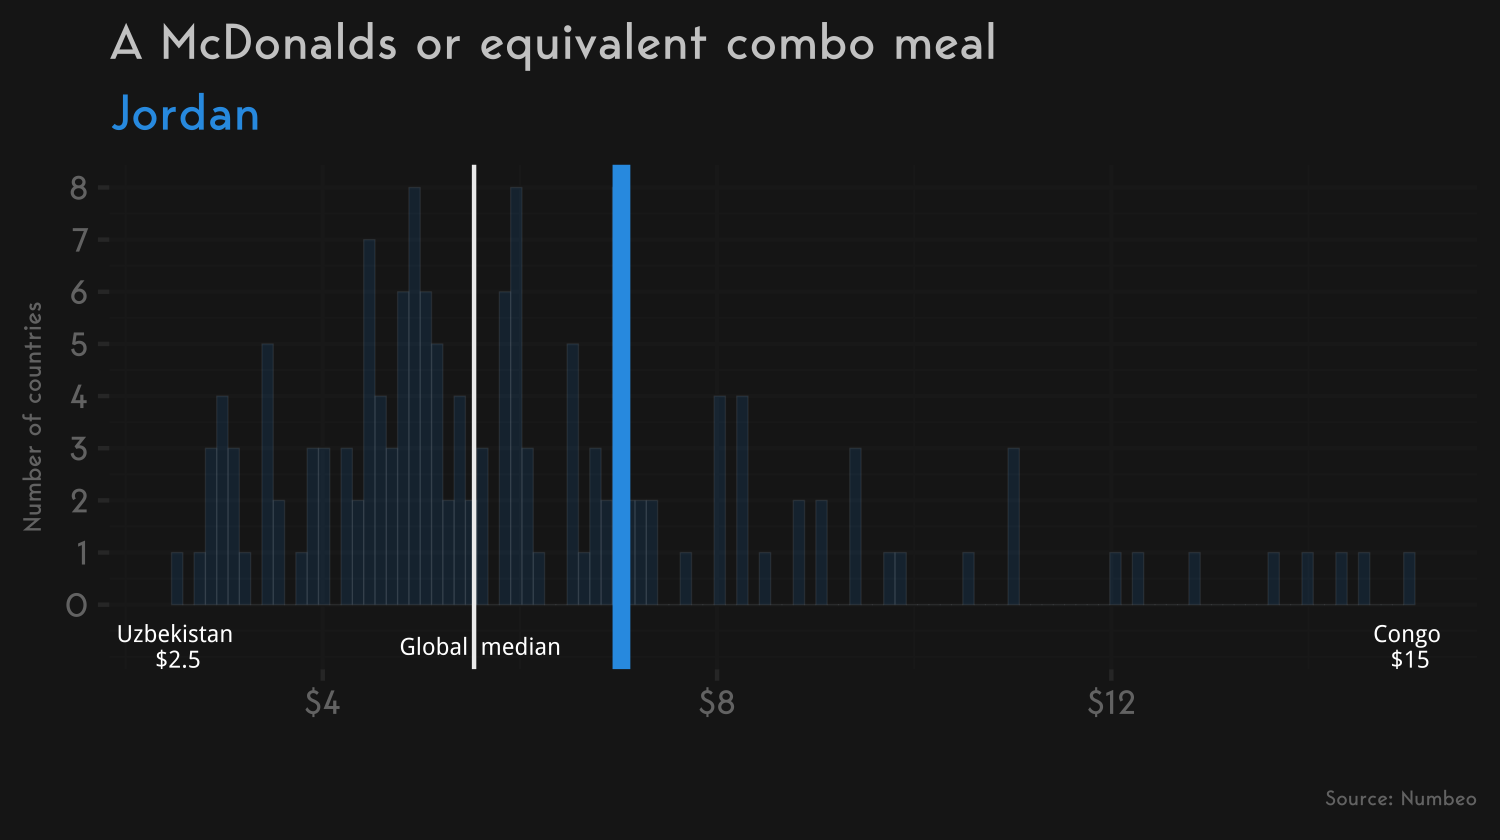 A McDonalds or equivalent combo meal
Jordan
Number of countries
8
7
6
5
4
3
2
1
0
Uzbekistan
$2.5
Global median
Congo
$15
$4 $8 $12
Source: Numbeo